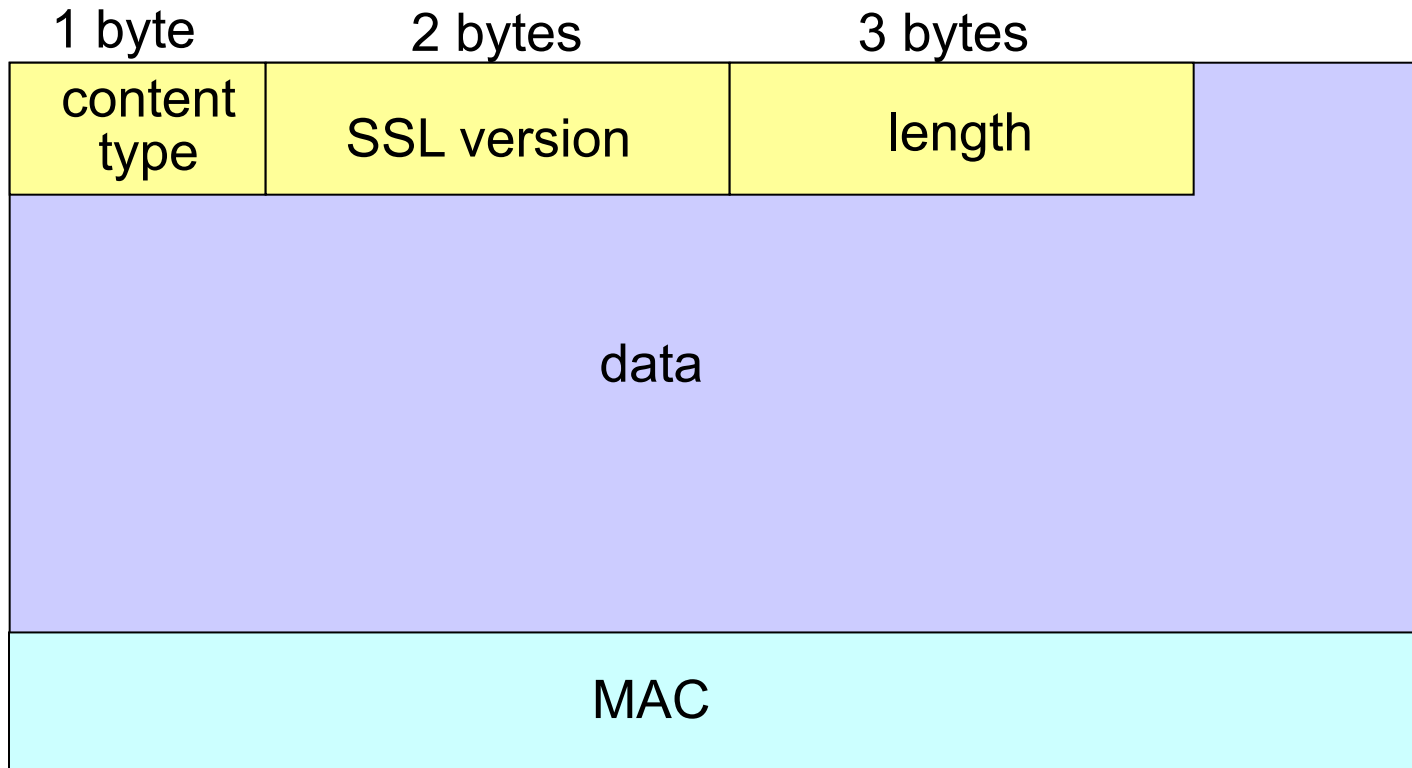 1 byte 2 bytes 3 bytes
content
type
SSL version
length
data
MAC